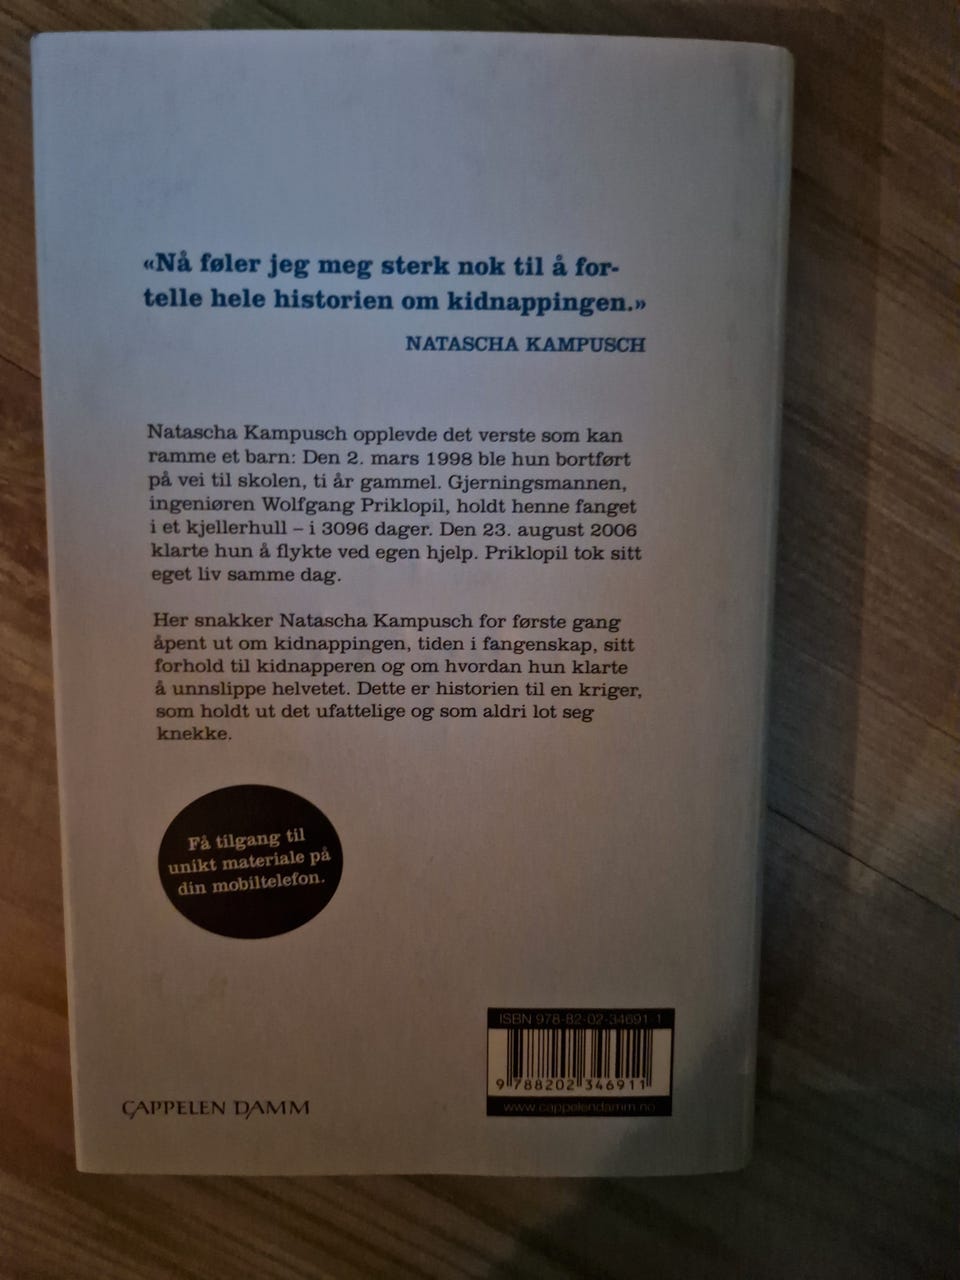 «Nå føler jeg meg sterk nok til å for-
telle hele historien om kidnappingen.»
NATASCHA KAMPUSCH
Natascha Kampusch opplevde det verste som kan
ramme et barn: Den 2. mars 1998 ble hun bortført
på vei til skolen, ti år gammel. Gjerningsmannen,
ingeniøren Wolfgang Priklopil, holdt henne fanget
i et kjellerhull – i 3096 dager. Den 23. august 2006
klarte hun å flykte ved egen hjelp. Priklopil tok sitt
eget liv samme dag.
Her snakker Natascha Kampusch for første gang
åpent ut om kidnappingen, tiden i fangenskap, sitt
forhold til kidnapperen og om hvordan hun klarte
å unnslippe helvetet. Dette er historien til en kriger,
som holdt ut det ufattelige og som aldri lot seg
knekke.
Få tilgang til
unikt materiale på
din mobiltelefon.
ISBN 978-82-02-34691-1
9 788202 346911
www.cappelendamm.no
CAPPELEN DAMM